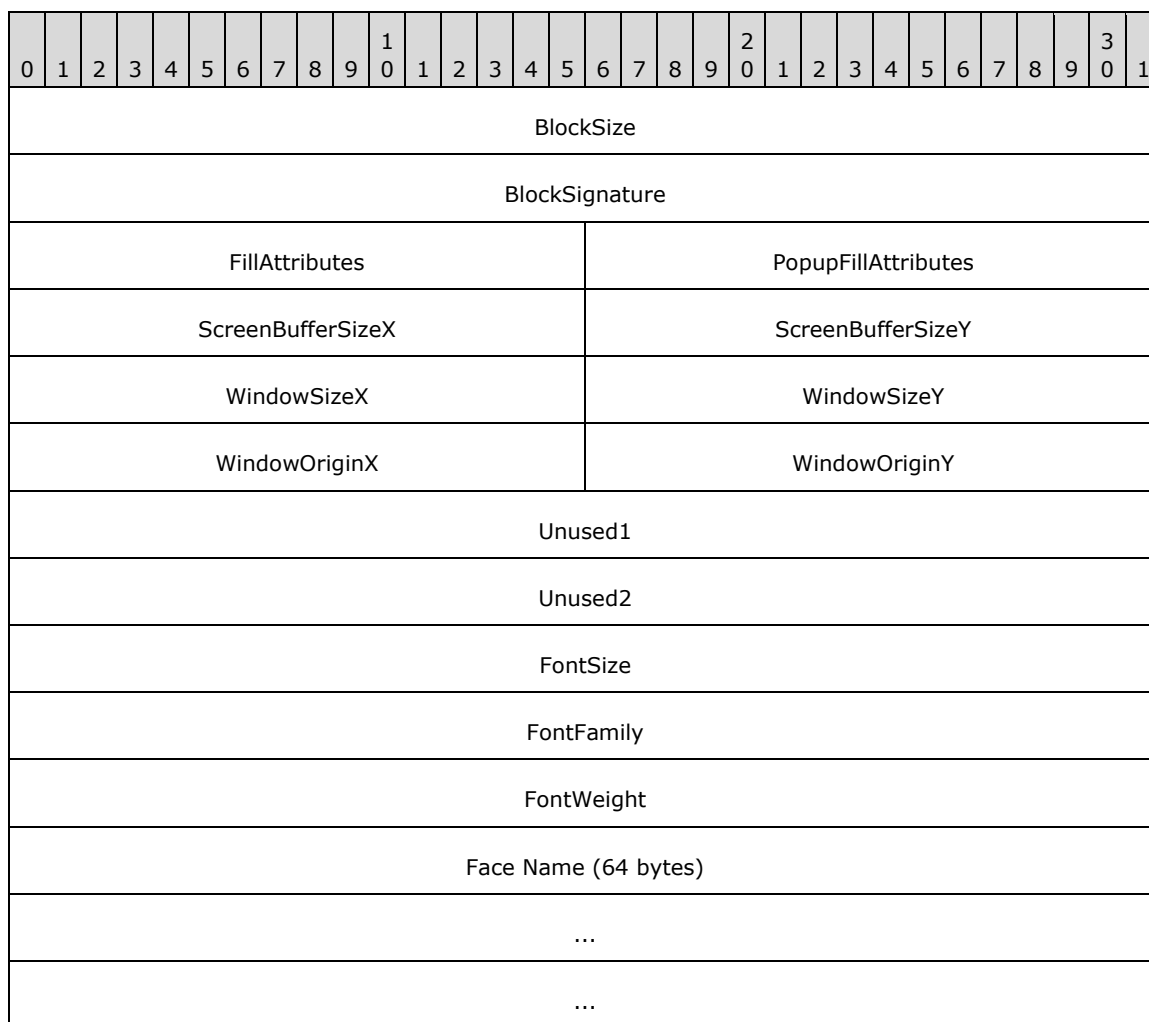 1 2 3
0 1 2 3 4 5 6 7 8 9 0 1 2 3 4 5 6 7 8 9 0 1 2 3 4 5 6 7 8 9 0 1
BlockSize
BlockSignature
FillAttributes PopupFillAttributes
ScreenBufferSizeX ScreenBufferSizeY
WindowSizeX WindowSizeY
WindowOriginX WindowOriginY
Unused1
Unused2
FontSize
FontFamily
FontWeight
Face Name (64 bytes)
...
...